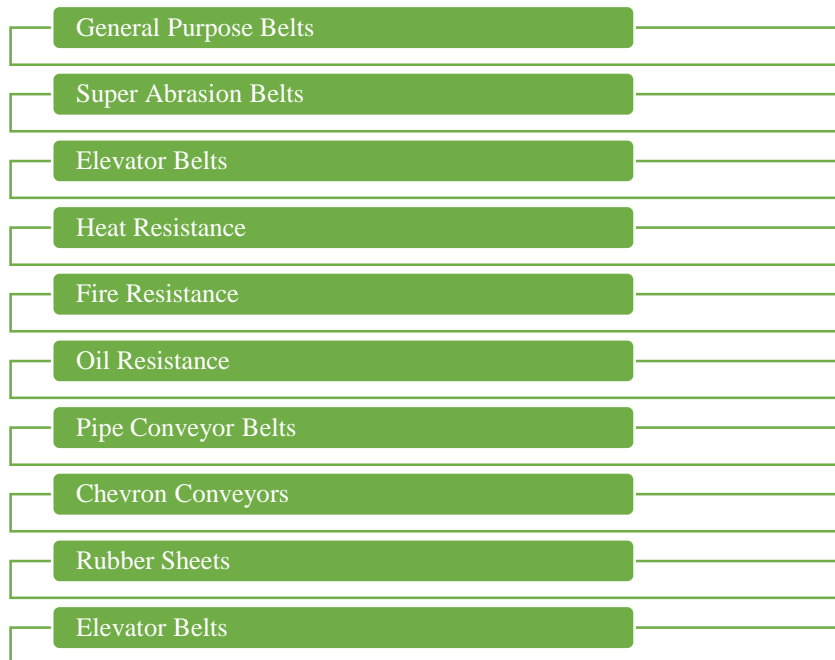 General Purpose Belts
Super Abrasion Belts
Elevator Belts
Heat Resistance
Fire Resistance
Oil Resistance
Pipe Conveyor Belts
Chevron Conveyors
Rubber Sheets
Elevator Belts